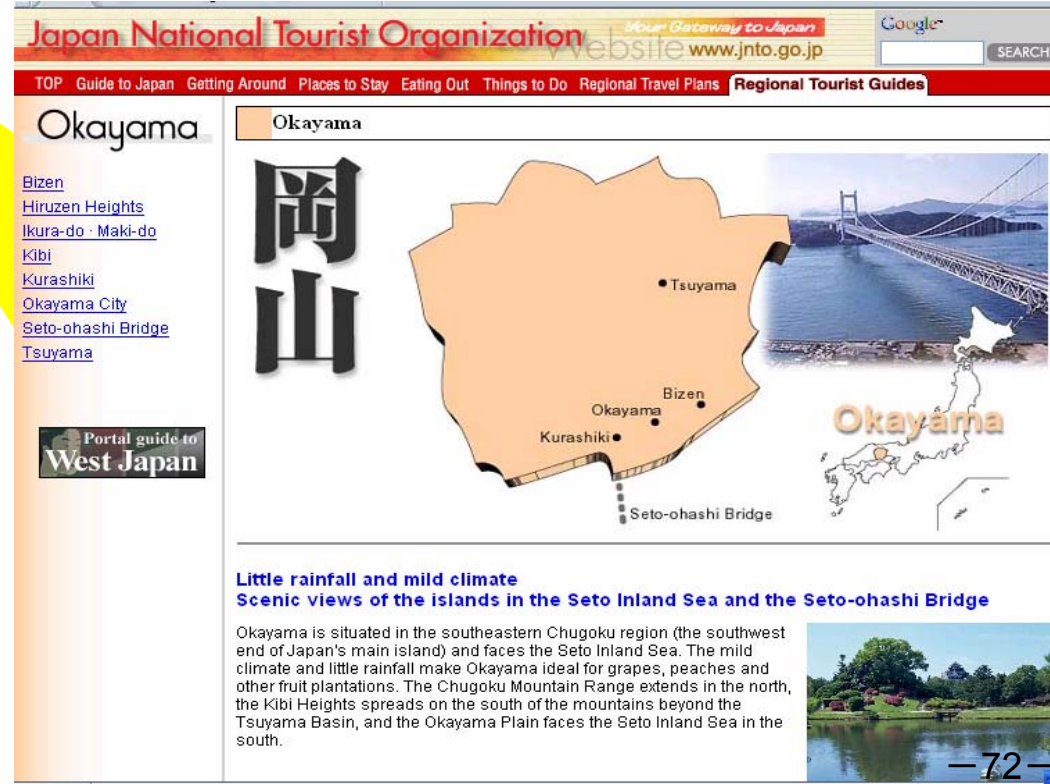 Japan National Tourist Organization
Your Gateway to Japan
Website www.jnto.go.jp
Google
SEARCH
TOP Guide to Japan Getting Around Places to Stay Eating Out Things to Do Regional Travel Plans Regional Tourist Guides
Okayama
Bizen
Hiruzen Heights
Ikura-do · Maki-do
Kibi
Kurashiki
Okayama City
Seto-ohashi Bridge
Tsuyama
Portal guide to
West Japan
Okayama
岡山
Tsuyama
Bizen
Okayama
Kurashiki
Seto-ohashi Bridge
Okayama
Little rainfall and mild climate
Scenic views of the islands in the Seto Inland Sea and the Seto-ohashi Bridge
Okayama is situated in the southeastern Chugoku region (the southwest
end of Japan's main island) and faces the Seto Inland Sea. The mild
climate and little rainfall make Okayama ideal for grapes, peaches and
other fruit plantations. The Chugoku Mountain Range extends in the north,
the Kibi Heights spreads on the south of the mountains beyond the
Tsuyama Basin, and the Okayama Plain faces the Seto Inland Sea in the
south.
－72－